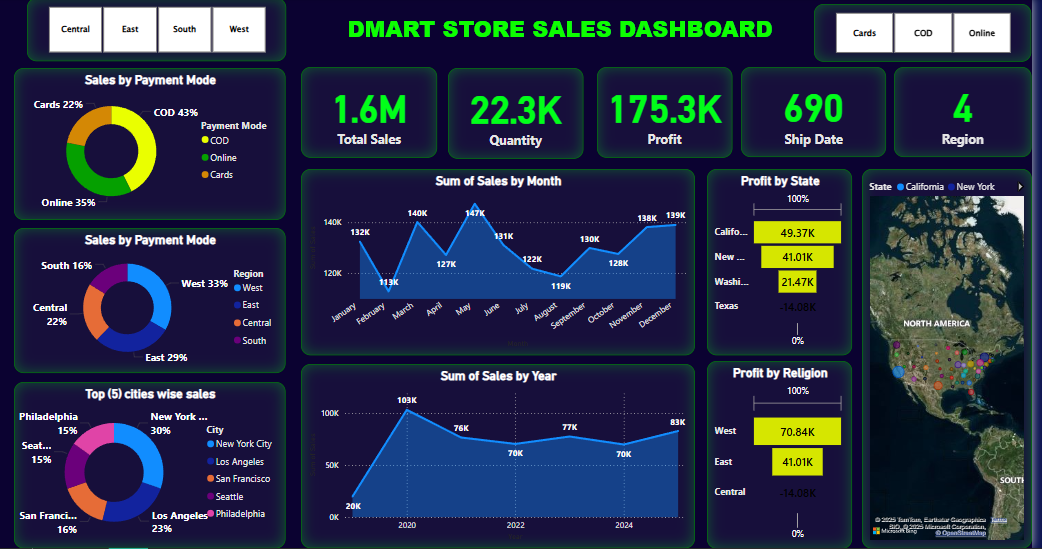 Central East South West
DMART STORE SALES DASHBOARD
Cards COD Online
Sales by Payment Mode
Cards 22%
COD 43%
Online 35%
Payment Mode
COD
Online
Cards
1.6M
Total Sales
22.3K
Quantity
175.3K
Profit
690
Ship Date
4
Region
Sales by Payment Mode
South 16%
West 33%
Central
22%
East 29%
Region
West
East
Central
South
Top (5) cities wise sales
Philadelphia
15%
New York ...
30%
Seat...
15%
San Franci...
16%
Los Angeles
23%
City
New York City
Los Angeles
San Francisco
Seattle
Philadelphia
Sum of Sales by Month
140K
120K
132K
113K
140K
127K
147K
131K
122K
119K
130K
128K
138K
139K
January
February
March
April
May
June
July
August
September
October
November
December
Sum of Sales by Year
100K
50K
0K
20K
103K
76K
70K
77K
70K
83K
2020
2022
2024
Profit by State
100%
Califo... 49.37K
New ... 41.01K
Washi... 21.47K
Texas -14.08K
0%
Profit by Religion
100%
West 70.84K
East 41.01K
Central -14.08K
0%
State California New York
NORTH AMERICA
SOUT
Microsoft Bing
© 2025 TomTom, Earthstar Geographics
SIO, © 2025 Microsoft Corporation,
© OpenStreetMap
Terms